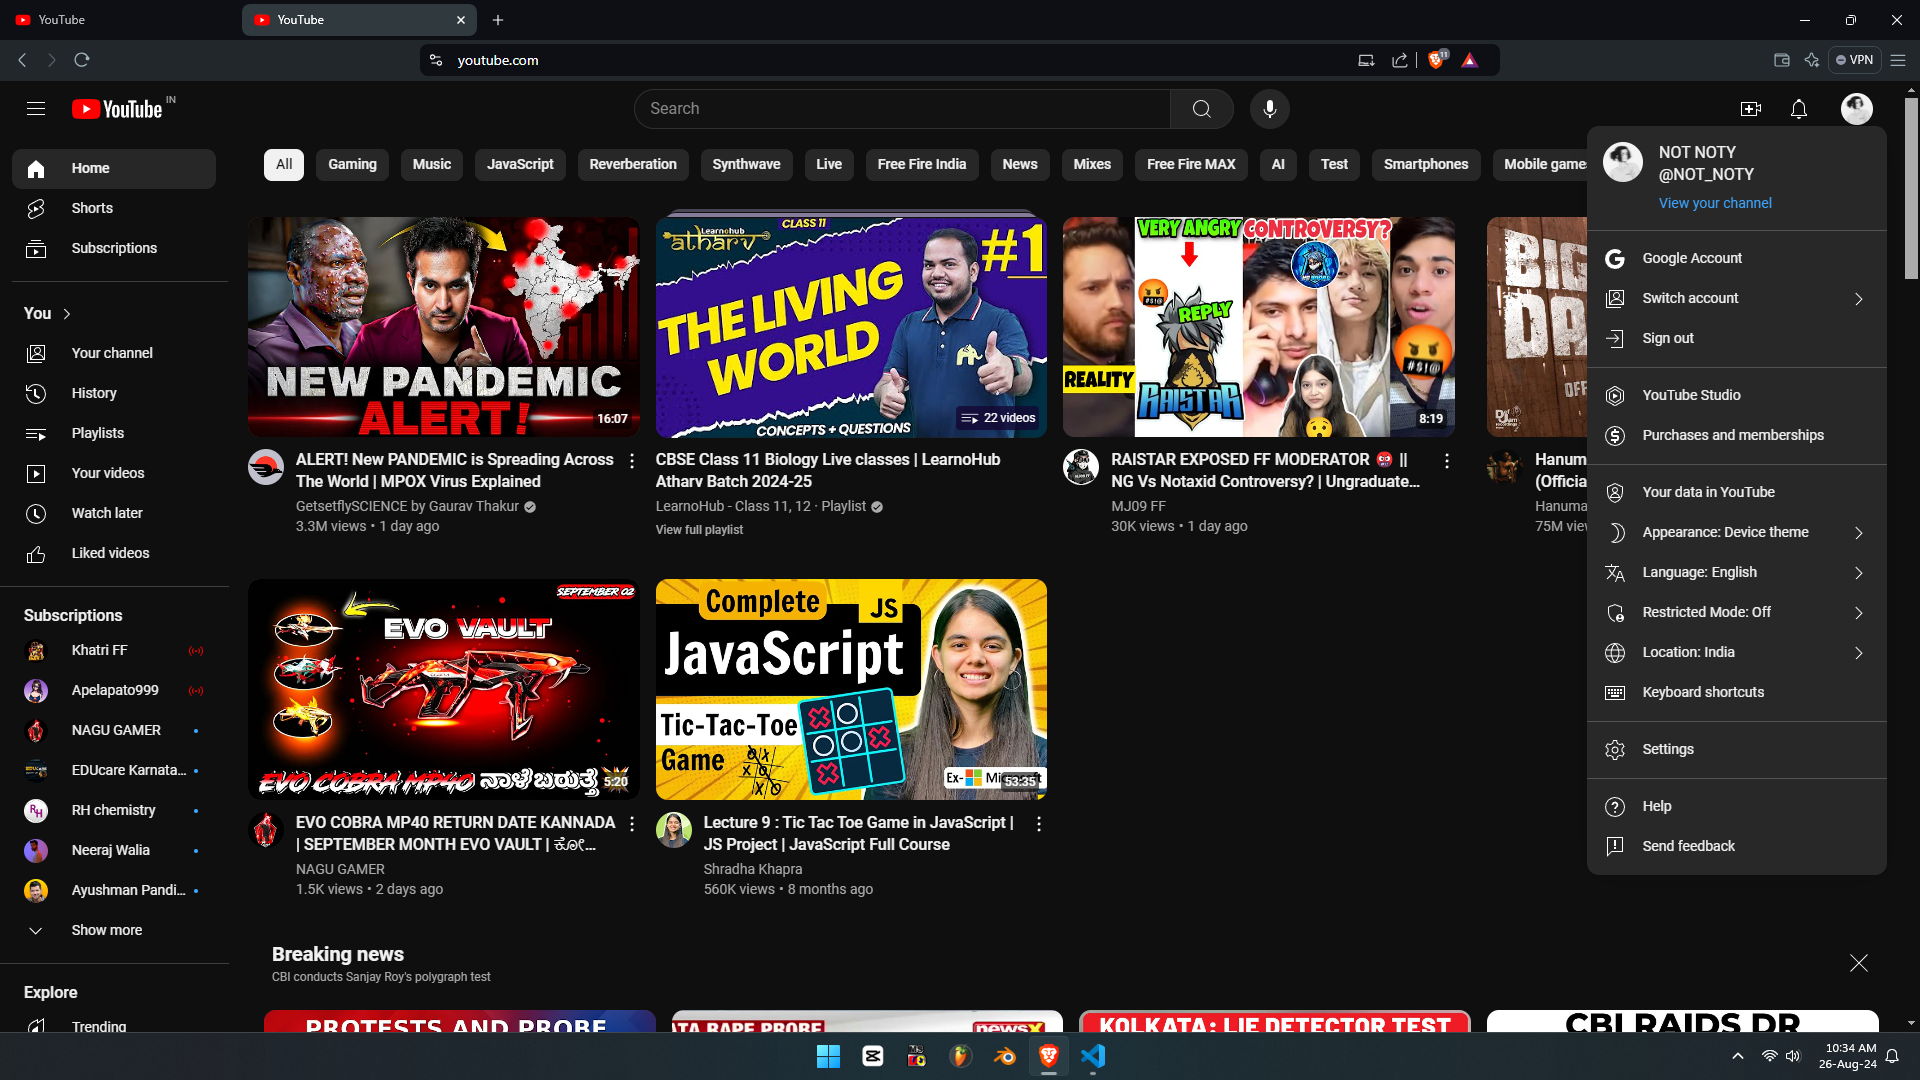 YouTube
YouTube
youtube.com
11
VPN
YouTube IN
Search
Home
Shorts
Subscriptions
You
Your channel
History
Playlists
Your videos
Watch later
Liked videos
Subscriptions
Khatri FF
Apelapato999
NAGU GAMER
EDUcare Karnata...
RH chemistry
Neeraj Walia
Ayushman Pandi...
Show more
Explore
Trending
All
Gaming
Music
JavaScript
Reverberation
Synthwave
Live
Free Fire India
News
Mixes
Free Fire MAX
AI
Test
Smartphones
Mobile games
NEW PANDEMIC
ALERT!
16:07
ALERT! New PANDEMIC is Spreading Across
The World | MPOX Virus Explained
GetsetflySCIENCE by Gaurav Thakur
3.3M views • 1 day ago
Learnohub
atharv
CLASS 11
#1
THE LIVING
WORLD
CONCEPTS + QUESTIONS
22 videos
CBSE Class 11 Biology Live classes | LearnoHub
Atharv Batch 2024-25
LearnoHub - Class 11, 12 · Playlist
View full playlist
VERY ANGRY
CONTROVERSY?
REPLY
REALITY
RAISTAR
8:19
RAISTAR EXPOSED FF MODERATOR 🤬 ||
NG Vs Notaxid Controversy? | Ungraduate...
MJ09 FF
30K views • 1 day ago
BIG
DA
OFF
Hanum
(Officia
Hanuma
75M vie
SEPTEMBER 02
EVO VAULT
EVO COBRA MP40 ನಾಳೆ ಬರುತ್ತೆ
5:20
EVO COBRA MP40 RETURN DATE KANNADA
| SEPTEMBER MONTH EVO VAULT | ಕೋ...
NAGU GAMER
1.5K views • 2 days ago
Complete
JS
JavaScript
Tic-Tac-Toe
Game
Ex-
53:35
Lecture 9 : Tic Tac Toe Game in JavaScript |
JS Project | JavaScript Full Course
Shradha Khapra
560K views • 8 months ago
Breaking news
CBI conducts Sanjay Roy's polygraph test
PROTESTS AND PROBE
ATA RAPE PROBE
newsX
KOLKATA: LIE DETECTOR TEST
CBI RAIDS DR
NOT NOTY
@NOT_NOTY
View your channel
Google Account
Switch account
Sign out
YouTube Studio
Purchases and memberships
Your data in YouTube
Appearance: Device theme
Language: English
Restricted Mode: Off
Location: India
Keyboard shortcuts
Settings
Help
Send feedback
10:34 AM
26-Aug-24